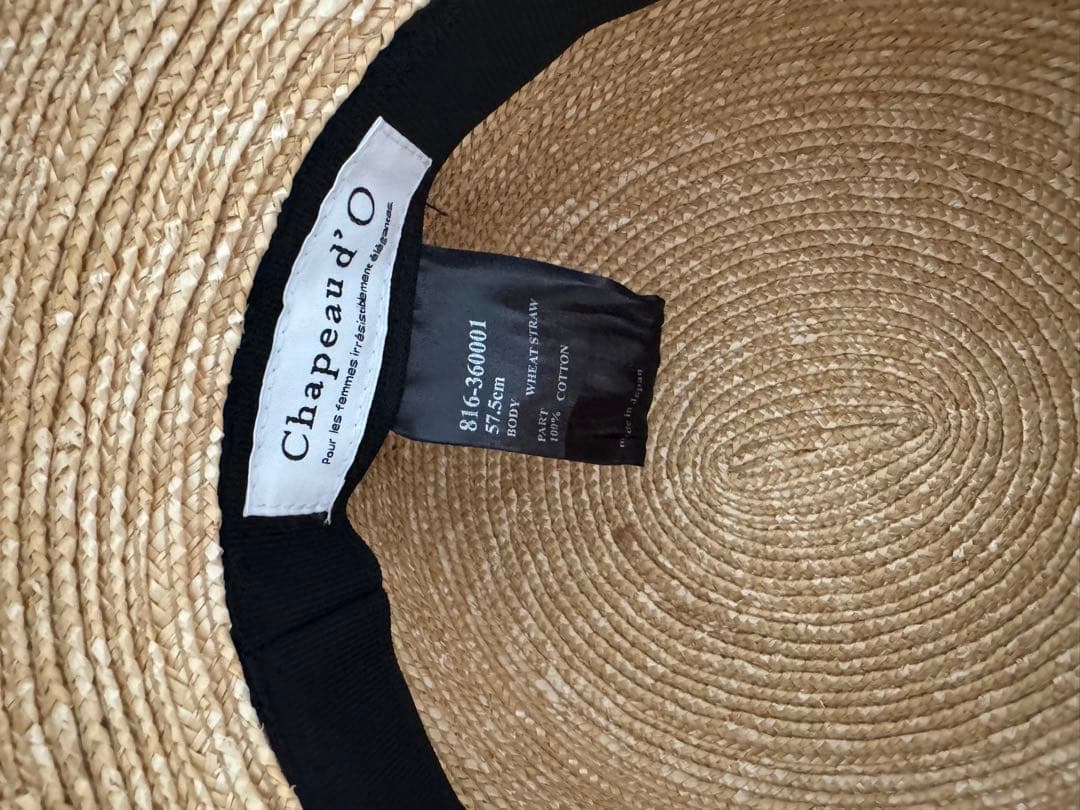 Chapeau d'O
Pour les femmes irrésistiblement élégantes.
816-360001
57.5cm
BODY WHEAT STRAW
PART
100% COTTON
made in Japan